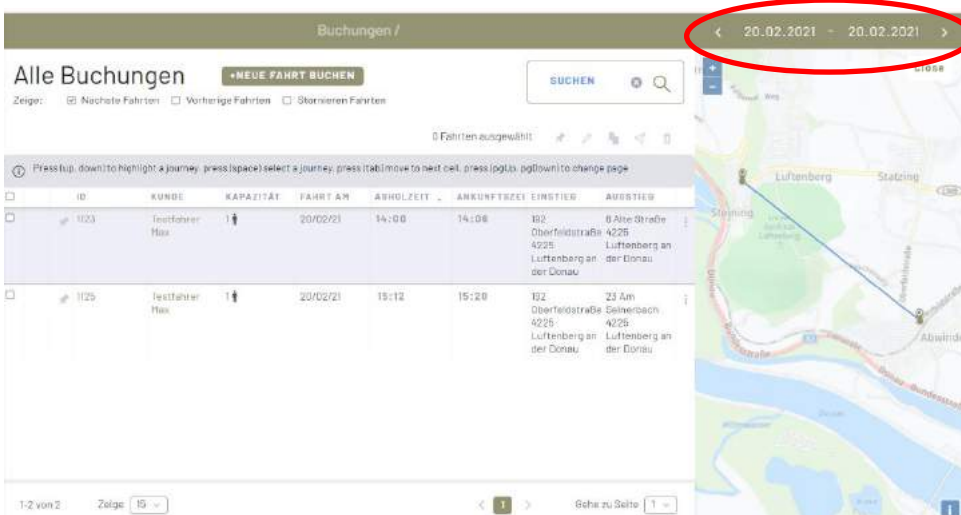 Buchungen /
< 20.02.2021 - 20.02.2021 >
Alle Buchungen
+NEUE FAHRT BUCHEN
SUCHEN
Zeige:
Nächste Fahrten
Vorherige Fahrten
Stornieren Fahrten
0 Fahrten ausgewählt
Press (up, down) to highlight a journey, press (space) select a journey, press (tab) move to next cell, press (pgUp, pgDown) to change page
ID KUNDE KAPAZITÄT FAHRT AM ABHOLZEIT ANKUNFTSZEI EINSTIEG AUSSTIEG
1123 Testfahrer 1 20/02/21 14:00 14:08 192 8 Alte Straße
Max Oberfeldstraße 4225
4225 Luftenberg an
Luftenberg an der Donau
der Donau
1125 Testfahrer 1 20/02/21 15:12 15:20 192 23 Am
Max Oberfeldstraße
4225 4225
Luftenberg an Luftenberg an
der Donau der Donau
1-2 von 2 Zeige 15 < 1 > Gehe zu Seite 1
+
-
close
Luftenberg
Statzing
Steining
Oberfeldstraße
Abwinde
Donau
i